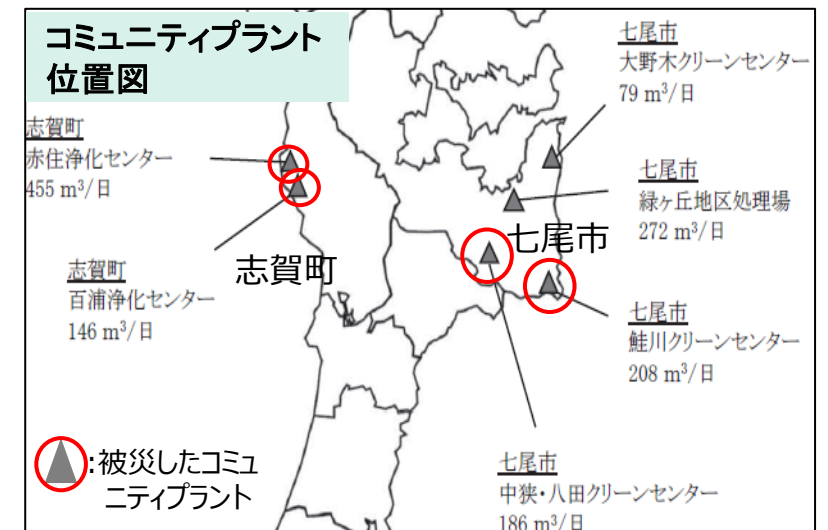 コミュニティプラント
位置図
志賀町
赤住浄化センター
455 m³/日
志賀町
百浦浄化センター
146 m³/日
志賀町
七尾市
七尾市
大野木クリーンセンター
79 m³/日
七尾市
緑ヶ丘地区処理場
272 m³/日
七尾市
鮭川クリーンセンター
208 m³/日
七尾市
中狭・八田クリーンセンター
186 m³/日
:被災したコミュ
ニティプラント